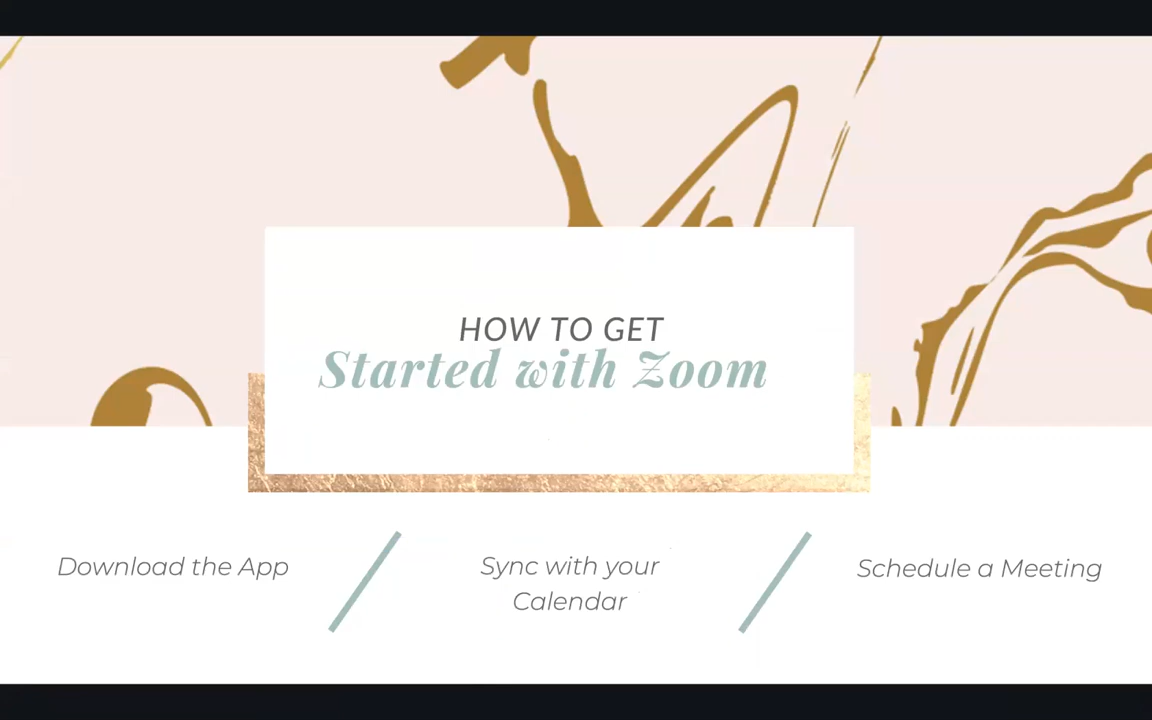 HOW TO GET
Started with Zoom
Download the App
Sync with your
Calendar
Schedule a Meeting